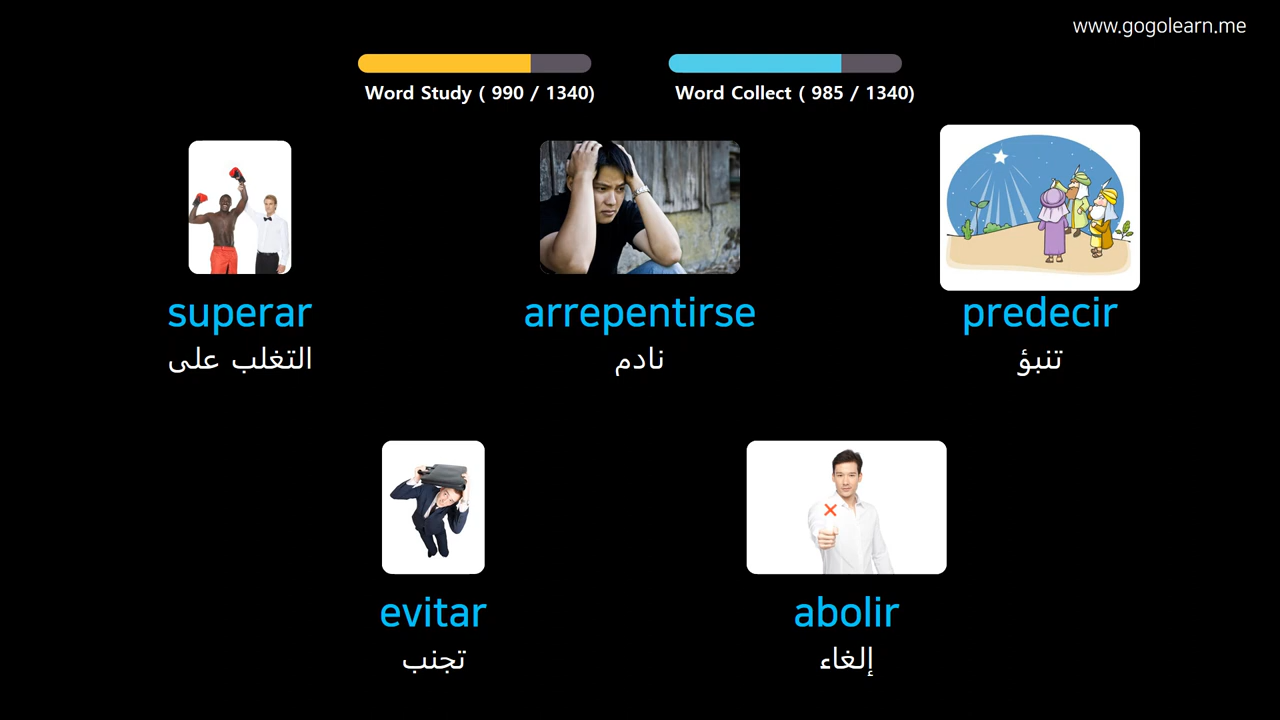 www.gogolearn.me
Word Study ( 990 / 1340)
Word Collect ( 985 / 1340)
superar
التغلب على
arrepentirse
نادم
predecir
تنبؤ
evitar
تجنب
abolir
إلغاء